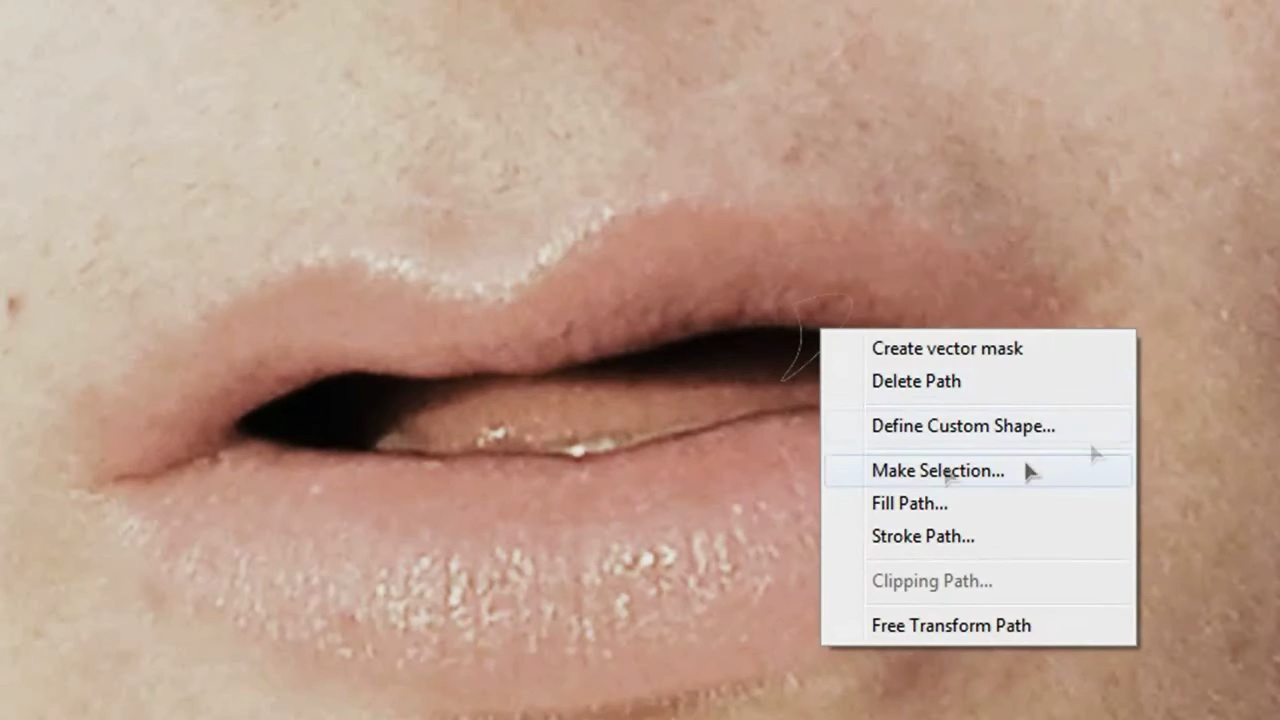 Create vector mask
Delete Path
Define Custom Shape...
Make Selection...
Fill Path...
Stroke Path...
Clipping Path...
Free Transform Path